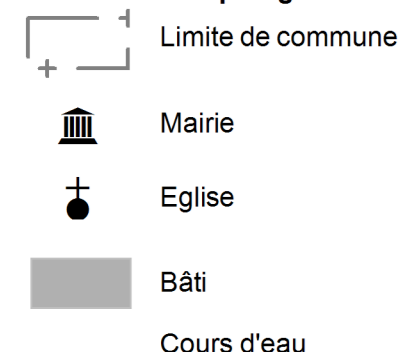 Limite de commune
Mairie
Eglise
Bâti
Cours d'eau